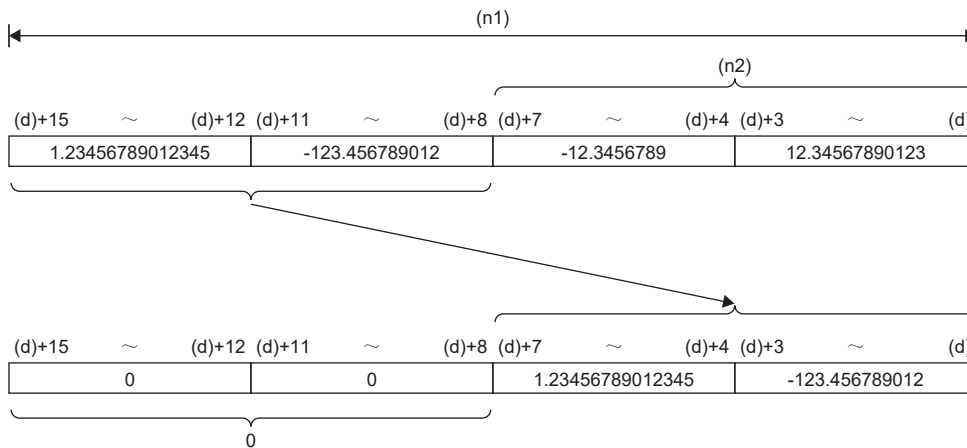 (n1)
(n2)
(d)+15 ～ (d)+12 (d)+11 ～ (d)+8 (d)+7 ～ (d)+4 (d)+3 ～ (d
1.23456789012345 -123.456789012 -12.3456789 12.34567890123
(d)+15 ～ (d)+12 (d)+11 ～ (d)+8 (d)+7 ～ (d)+4 (d)+3 ～ (d
0 0 1.23456789012345 -123.456789012
0